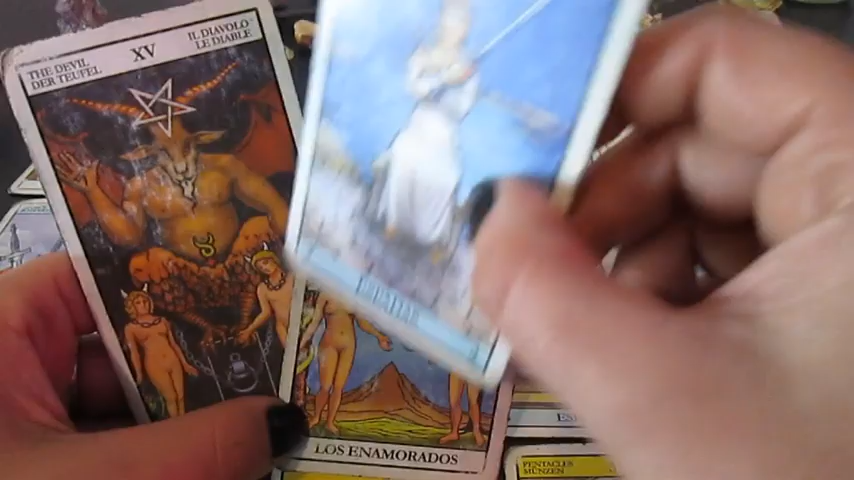 XV
THE DEVIL
DER TEUFEL
IL DIAVOLO
LE DIABLE
LOS ENAMORADOS
PENTACLES
MÜNZEN